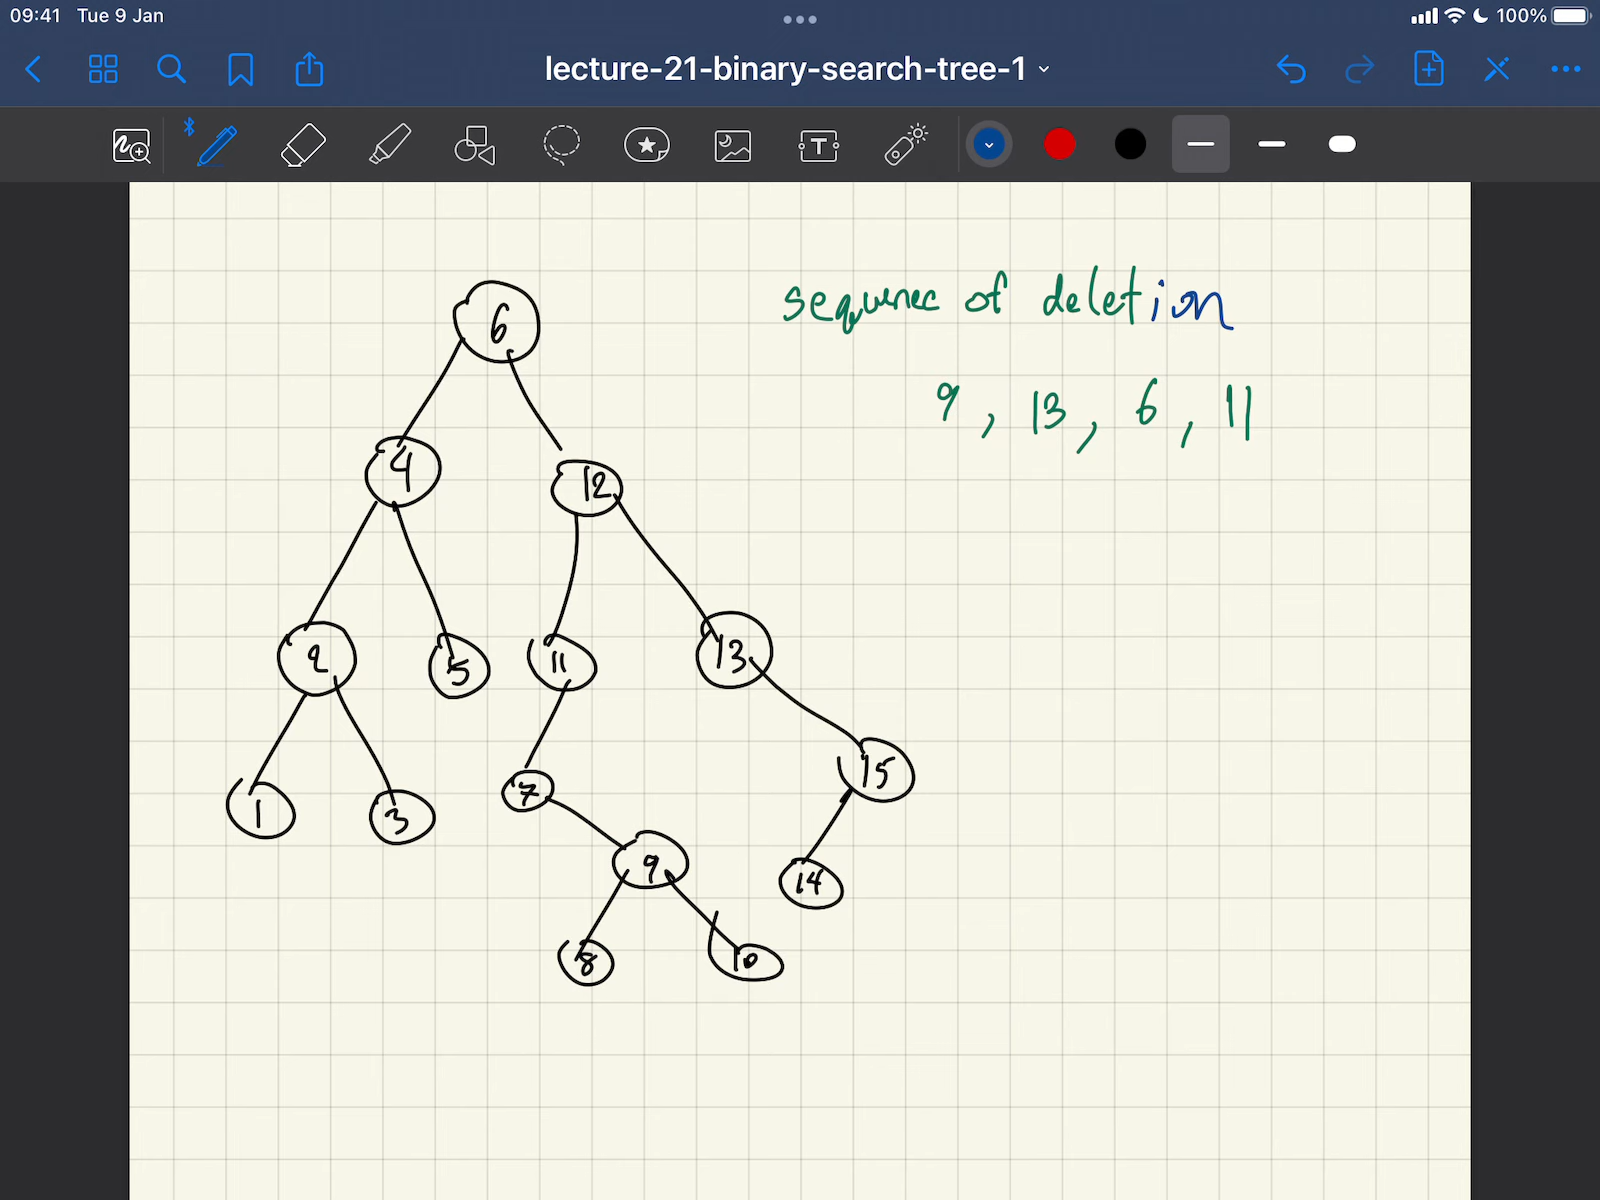 09:41 Tue 9 Jan 100%
lecture-21-binary-search-tree-1
T
sequenec of deletion
9, 13, 6, 11
6
4 12
2 5 11 13
7 15
1 3
9 14
8 10